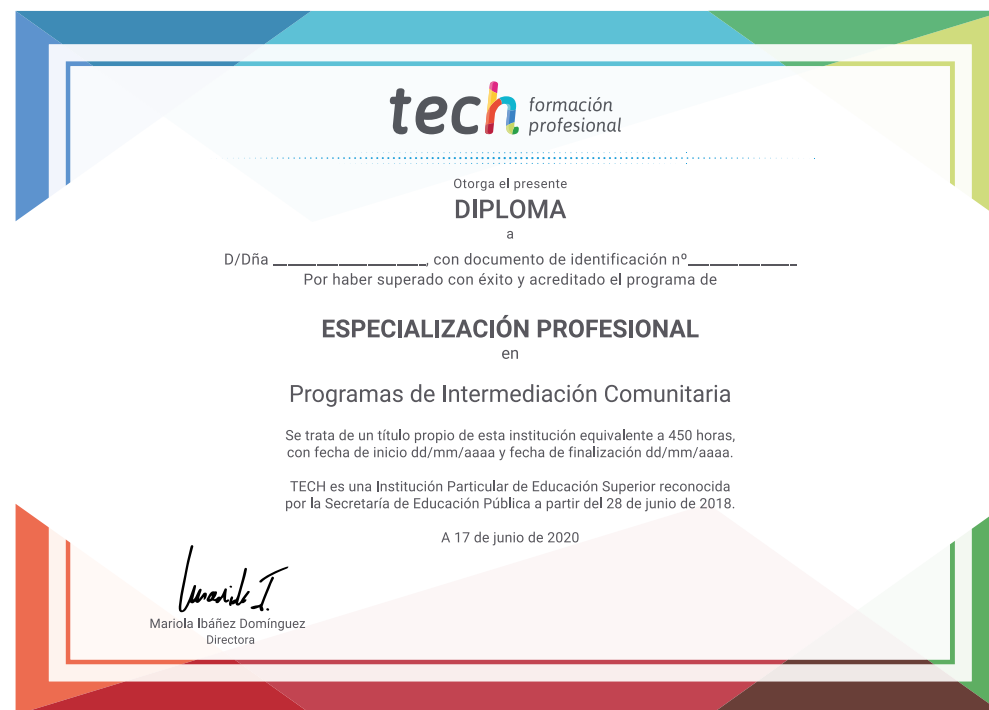 tech formación
profesional
Otorga el presente
DIPLOMA
a
D/Dña ____________________, con documento de identificación nº______________
Por haber superado con éxito y acreditado el programa de
ESPECIALIZACIÓN PROFESIONAL
en
Programas de Intermediación Comunitaria
Se trata de un título propio de esta institución equivalente a 450 horas,
con fecha de inicio dd/mm/aaaa y fecha de finalización dd/mm/aaaa.
TECH es una Institución Particular de Educación Superior reconocida
por la Secretaría de Educación Pública a partir del 28 de junio de 2018.
A 17 de junio de 2020
Mariola Ibáñez Domínguez
Directora